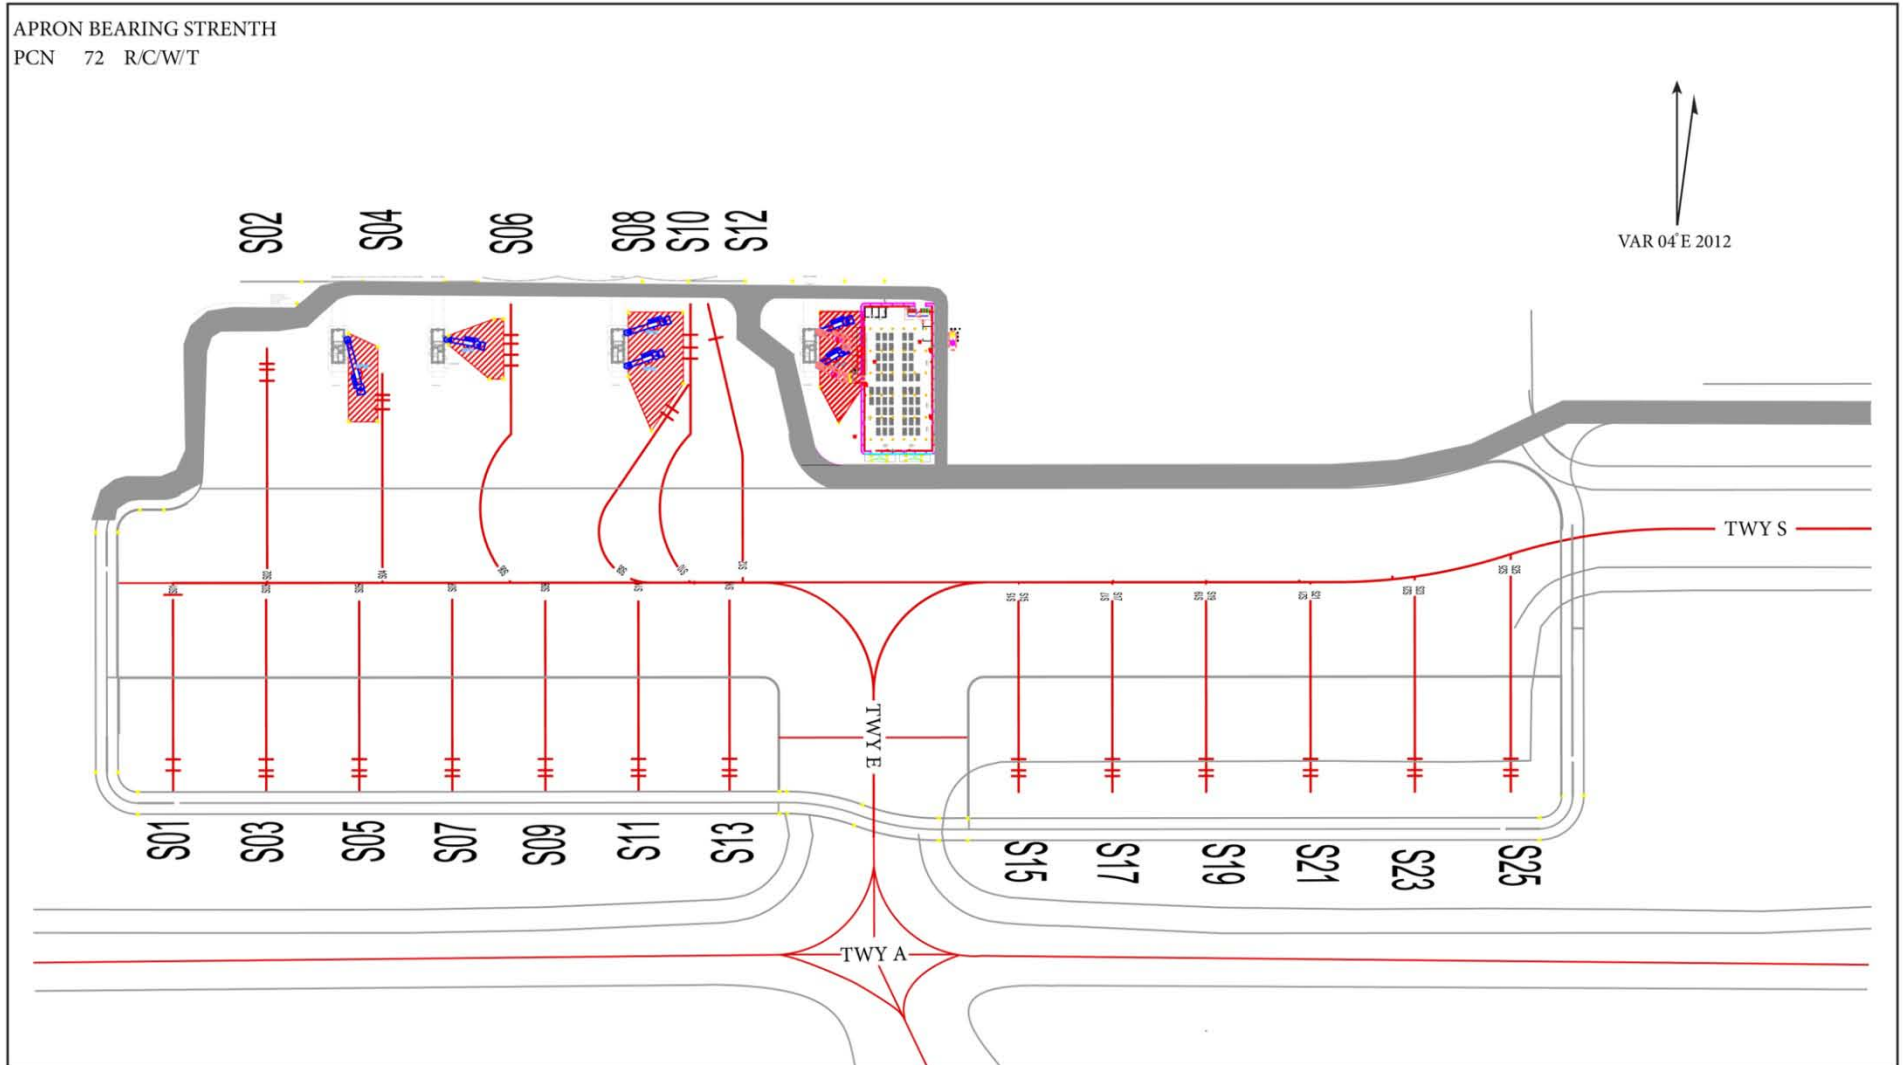 APRON BEARING STRENTH
PCN 72 R/C/W/T
VAR 04°E 2012
S02
S04
S06
S08
S10
S12
TWY S
TWY E
S01
S03
S05
S07
S09
S11
S13
S15
S17
S19
S21
S23
S25
TWY A